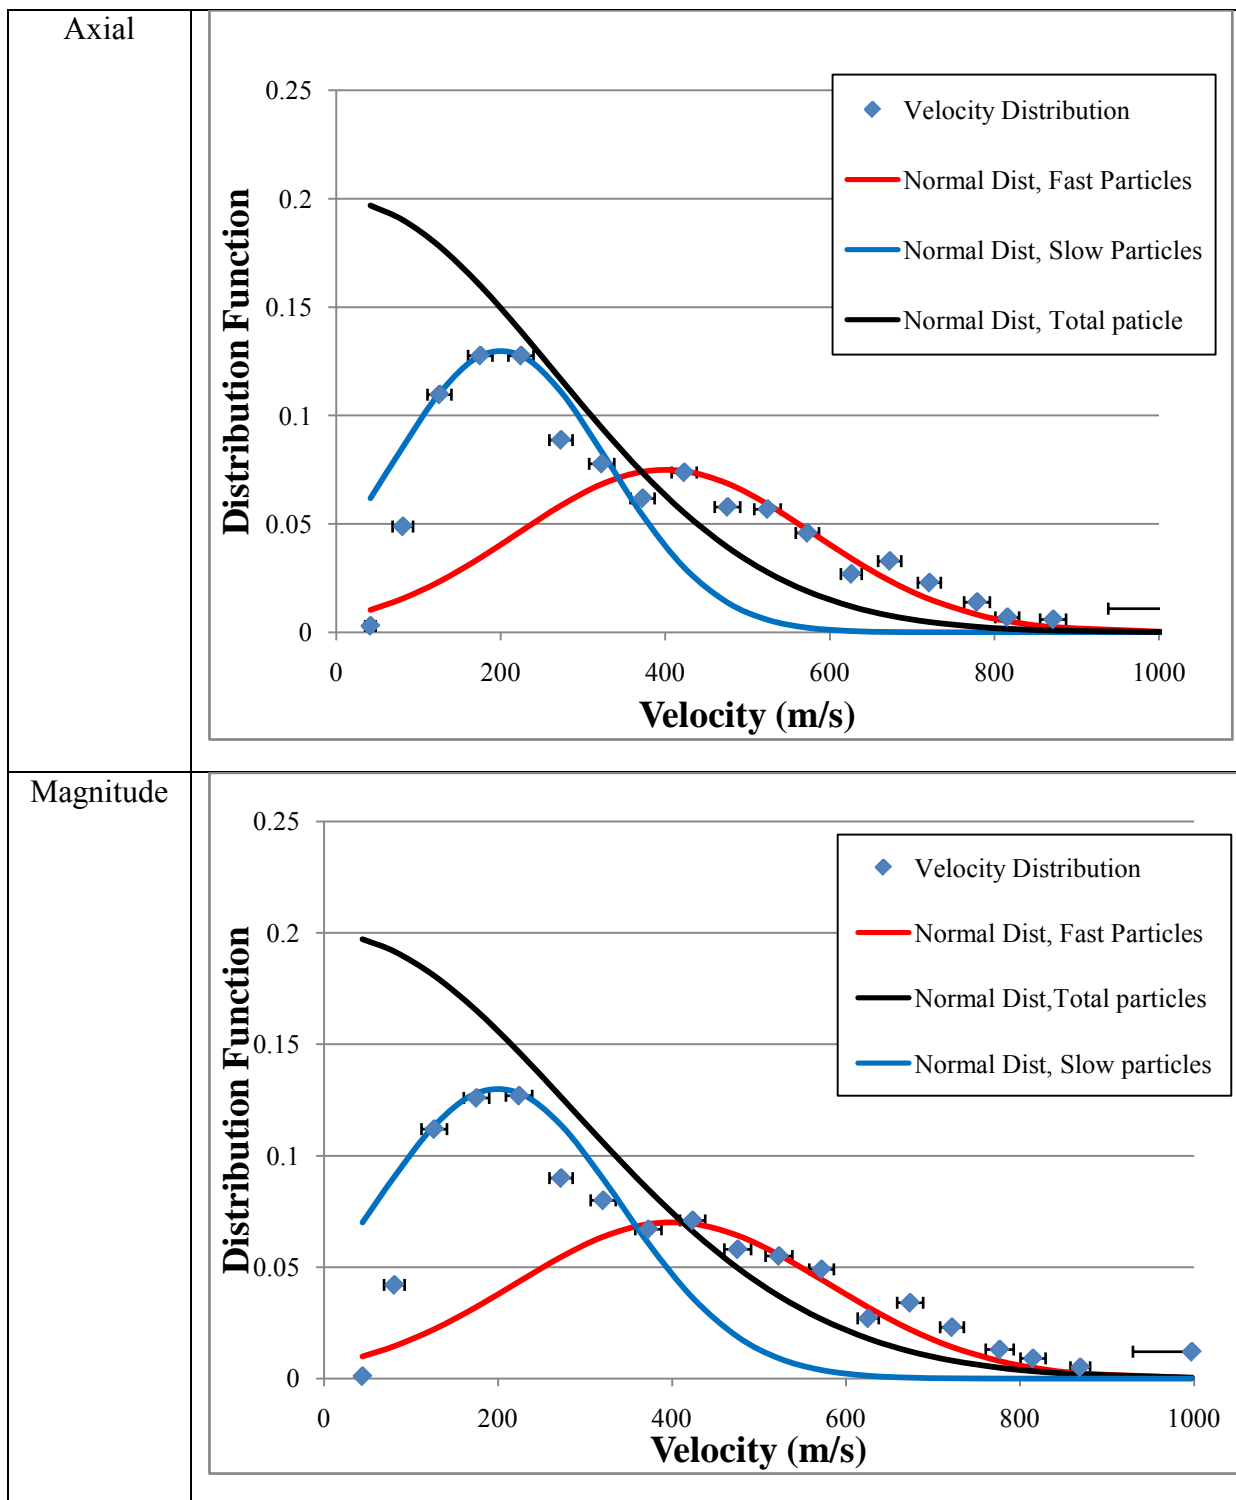 Axial
0.25
0.2
0.15
0.1
0.05
0
0
200
400
600
800
1000
Distribution Function
Velocity (m/s)
Velocity Distribution
Normal Dist, Fast Particles
Normal Dist, Slow Particles
Normal Dist, Total paticle
Magnitude
0.25
0.2
0.15
0.1
0.05
0
0
200
400
600
800
1000
Distribution Function
Velocity (m/s)
Velocity Distribution
Normal Dist, Fast Particles
Normal Dist,Total particles
Normal Dist, Slow particles